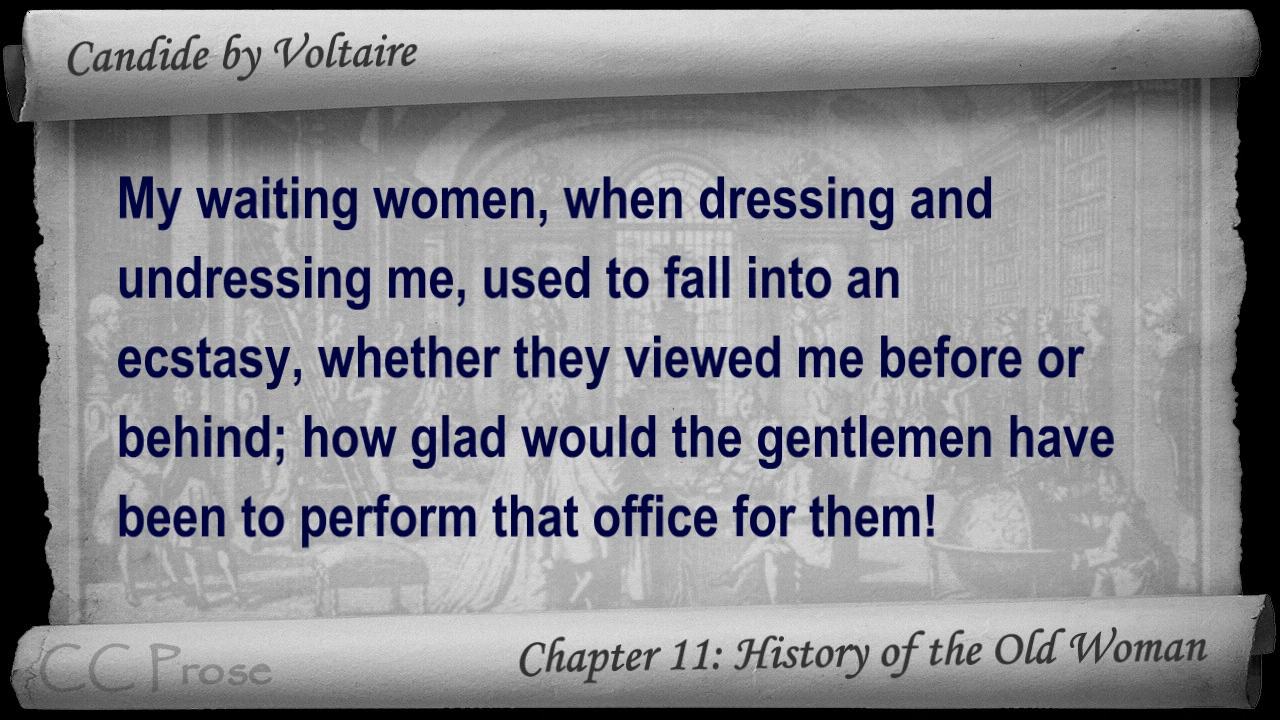 Candide by Voltaire
My waiting women, when dressing and
undressing me, used to fall into an
ecstasy, whether they viewed me before or
behind; how glad would the gentlemen have
been to perform that office for them!
CC Prose
Chapter 11: History of the Old Woman